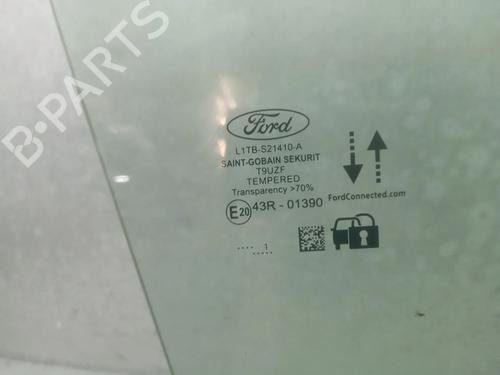 B-PARTS
Ford
L1TB-S21410-A
SAINT-GOBAIN SEKURIT
T9UZF
TEMPERED
Transparency >70%
E20 43R - 01390
FordConnected.com
.... 1
.....